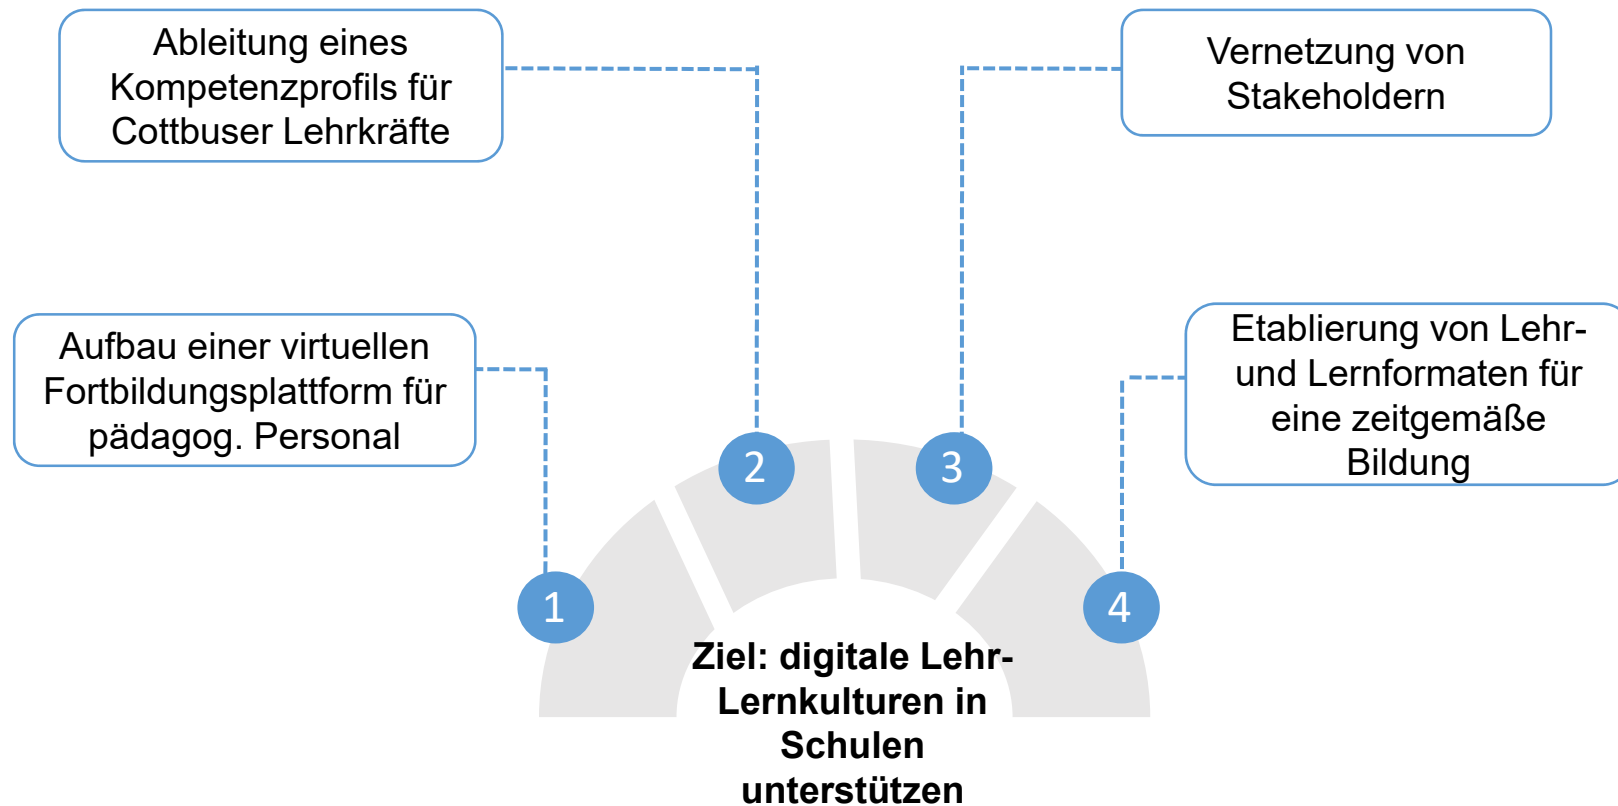 Ableitung eines
Kompetenzprofils für
Cottbuser Lehrkräfte
Vernetzung von
Stakeholdern
Aufbau einer virtuellen
Fortbildungsplattform für
pädagog. Personal
Etablierung von Lehr-
und Lernformaten für
eine zeitgemäße
Bildung
1
2
3
4
Ziel: digitale Lehr-
Lernkulturen in
Schulen
unterstützen